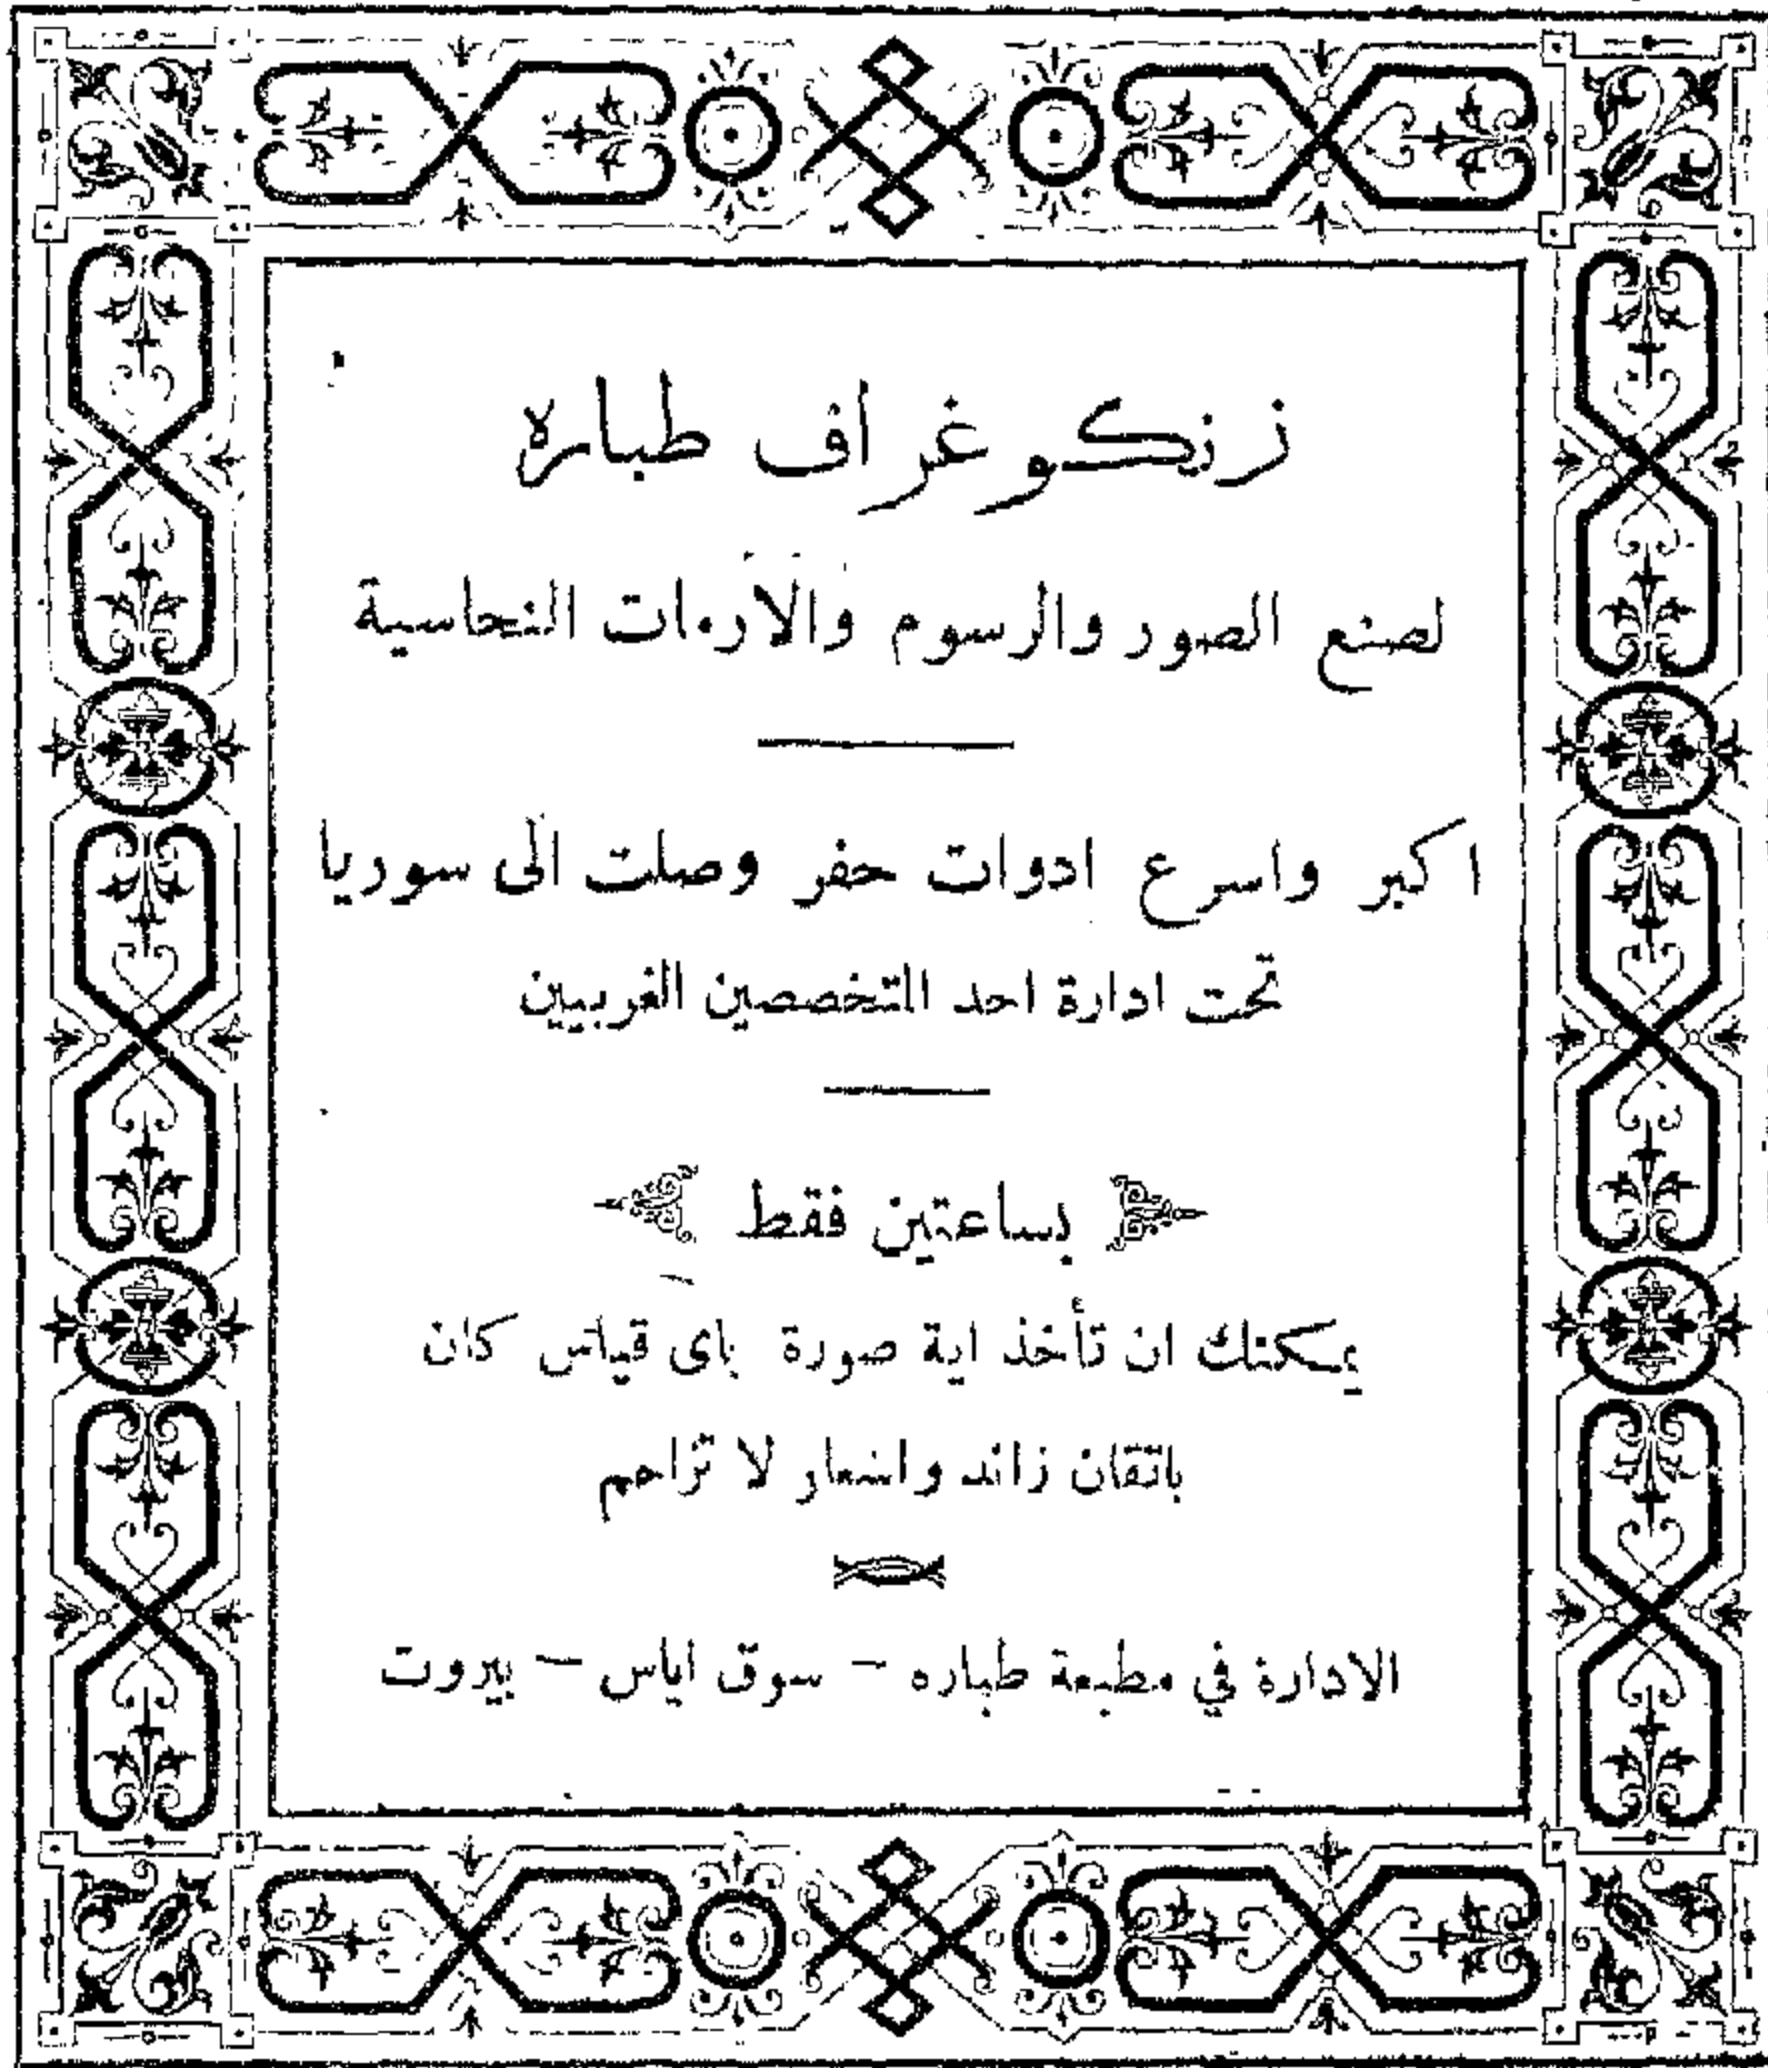 زنكوغراف طباره
لصنع الصور والرسوم والأرمات النحاسية
اكبر واسرع ادوات حفر وصلت الى سوريا
تحت ادارة احد المتخصصين الغربيين
بساعتين فقط
يمكنك ان تأخذ اية صورة باى قياس كان
باتقان زائد واسعار لا تزاحم
الادارة في مطبعة طباره – سوق اياس – بيروت